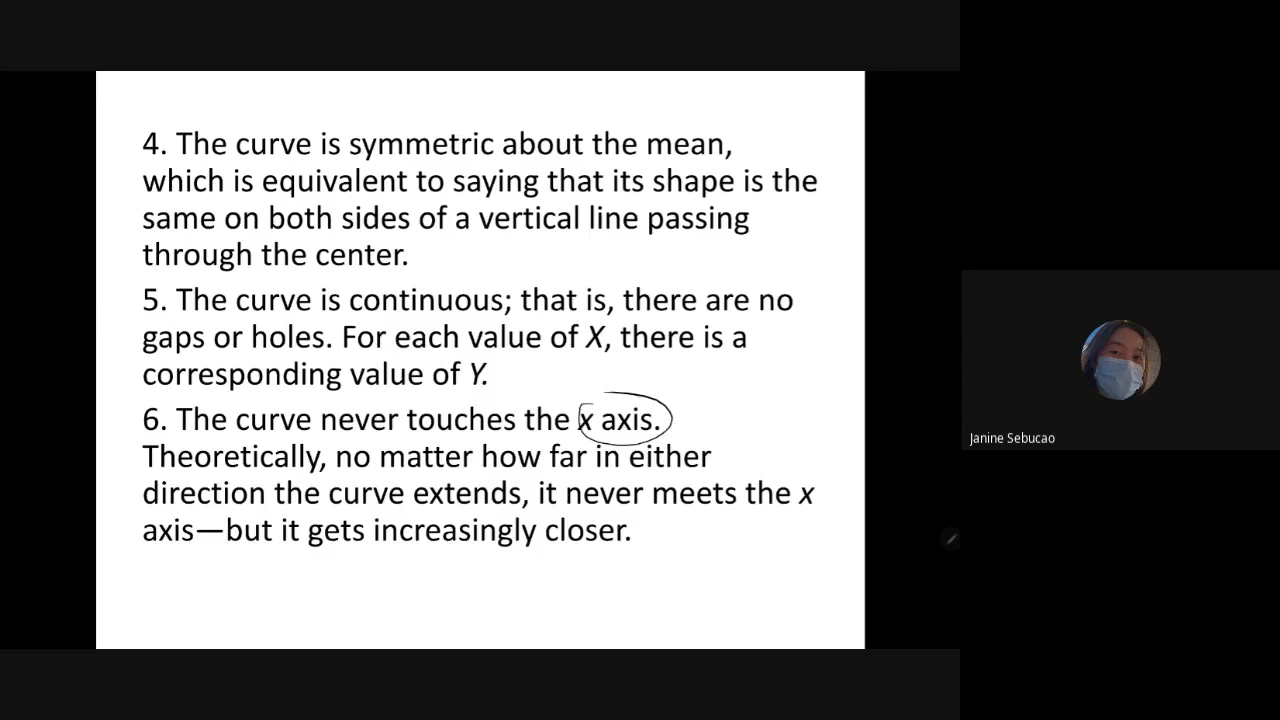 4. The curve is symmetric about the mean,
which is equivalent to saying that its shape is the
same on both sides of a vertical line passing
through the center.
5. The curve is continuous; that is, there are no
gaps or holes. For each value of X, there is a
corresponding value of Y.
6. The curve never touches the x axis.
Theoretically, no matter how far in either
direction the curve extends, it never meets the x
axis—but it gets increasingly closer.
Janine Sebucao